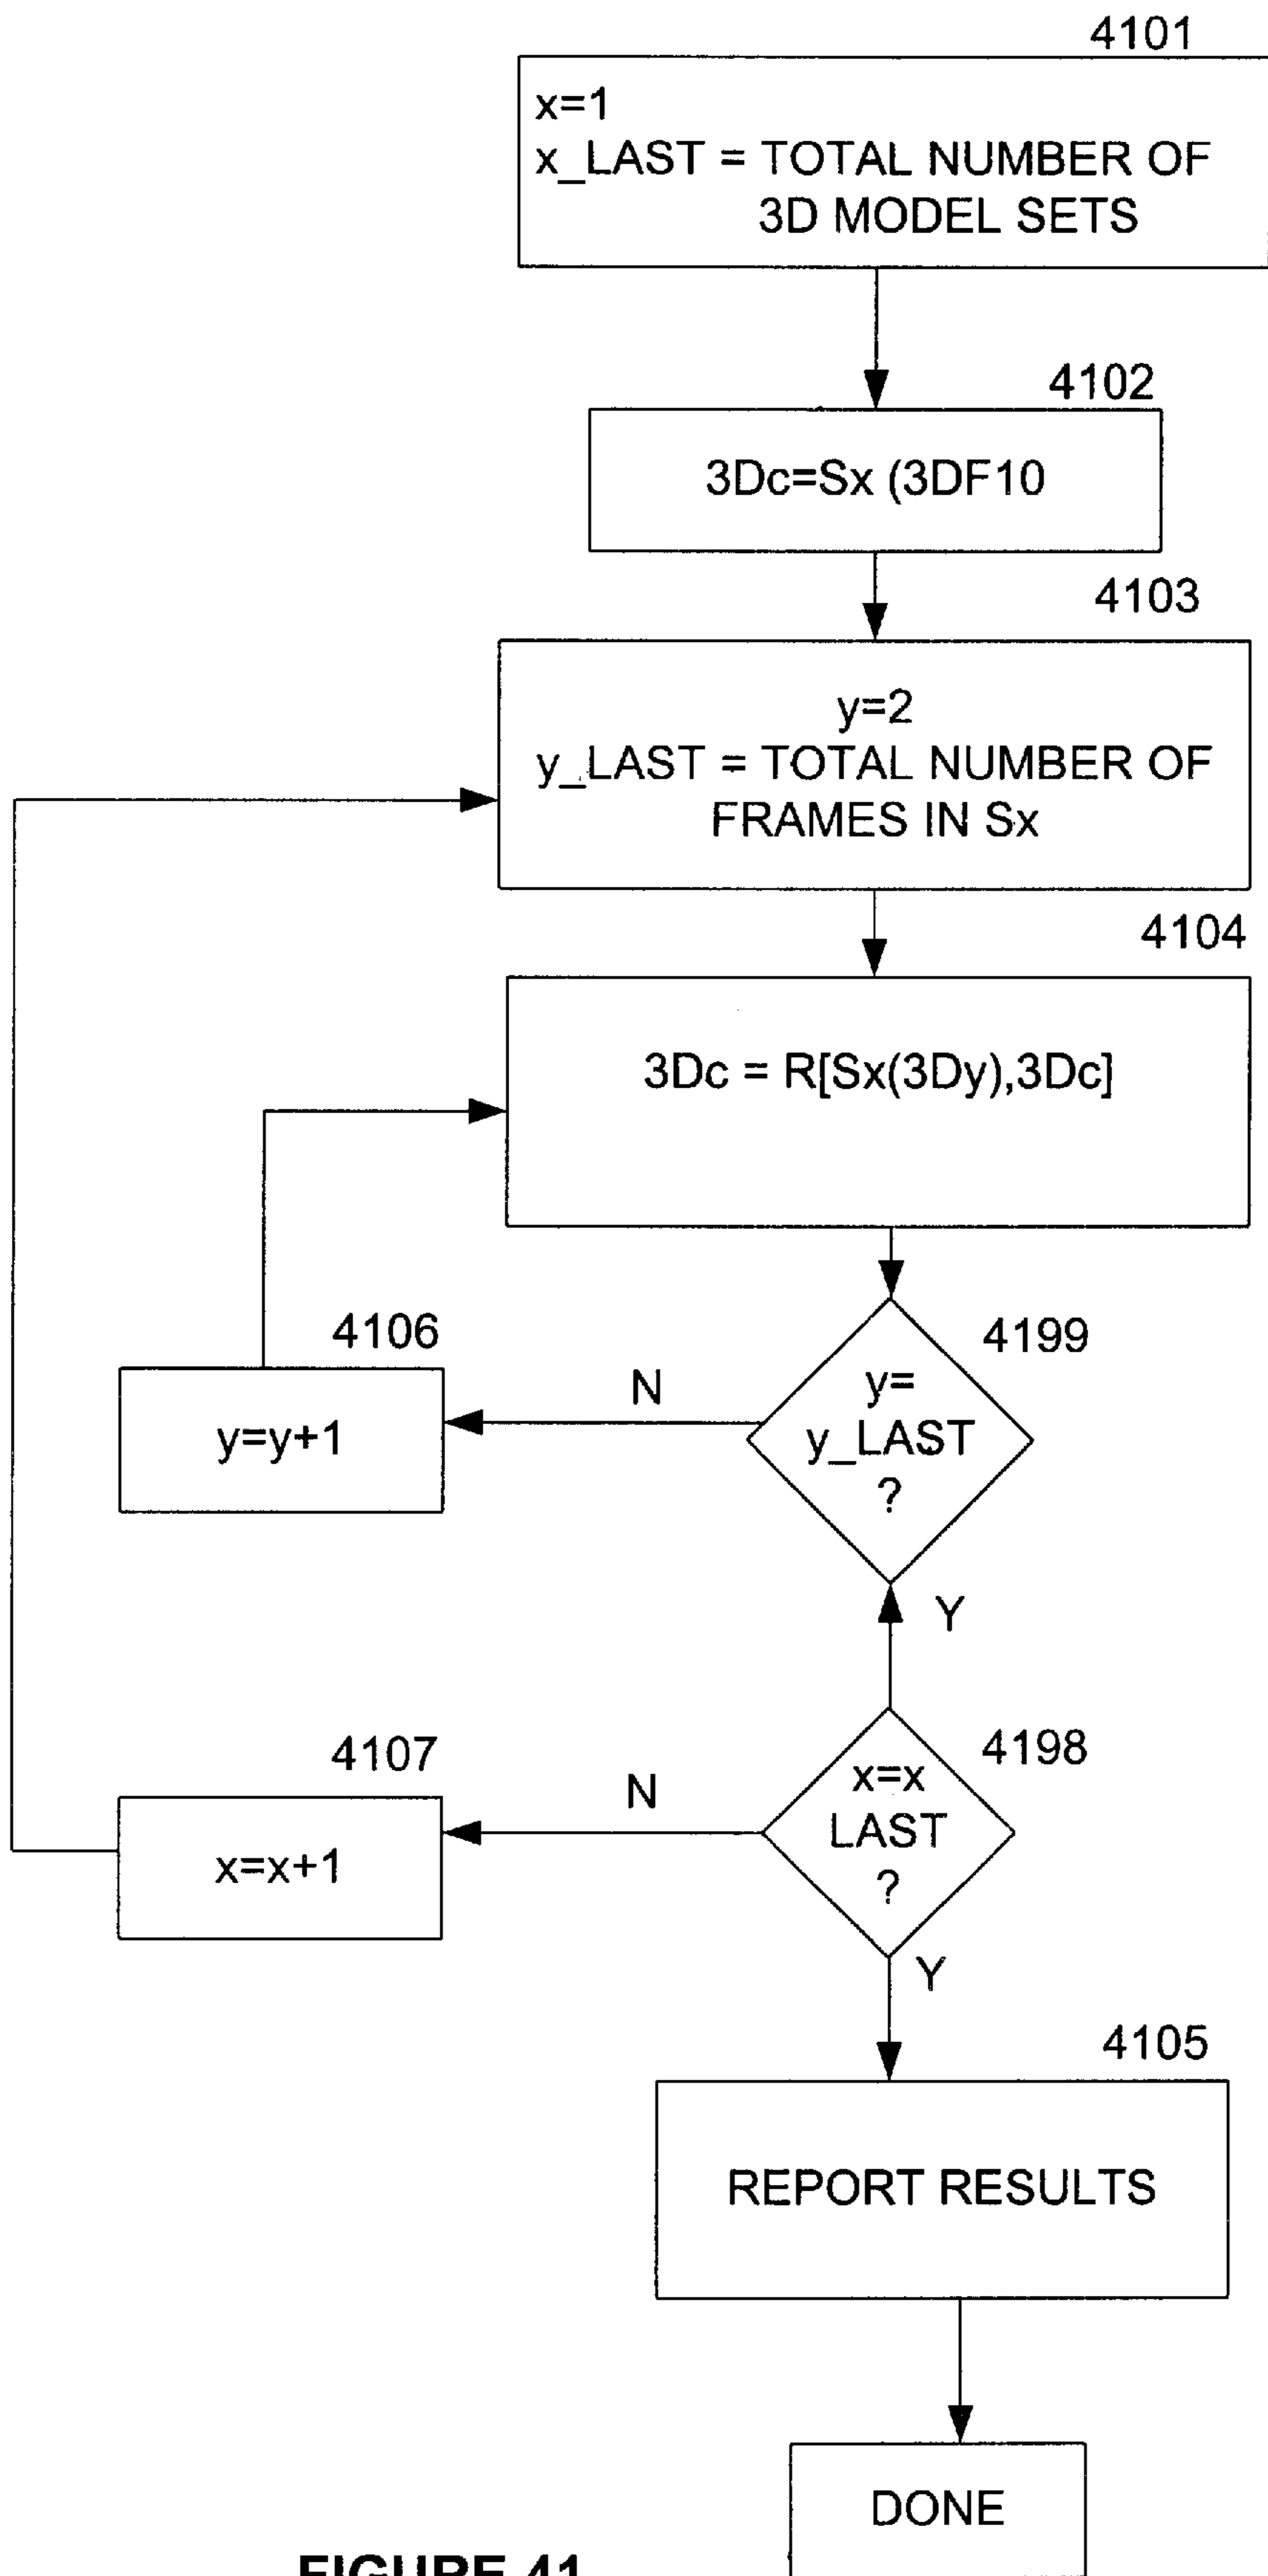 4101
x=1
x_LAST = TOTAL NUMBER OF
3D MODEL SETS
4102
3Dc=Sx (3DF10
4103
y=2
y_LAST = TOTAL NUMBER OF
FRAMES IN Sx
4104
3Dc = R[Sx(3Dy),3Dc]
4106
4199
y=
y_LAST
?
N
y=y+1
Y
4107
4198
x=x
LAST
?
N
x=x+1
Y
4105
REPORT RESULTS
DONE
FIGURE 41